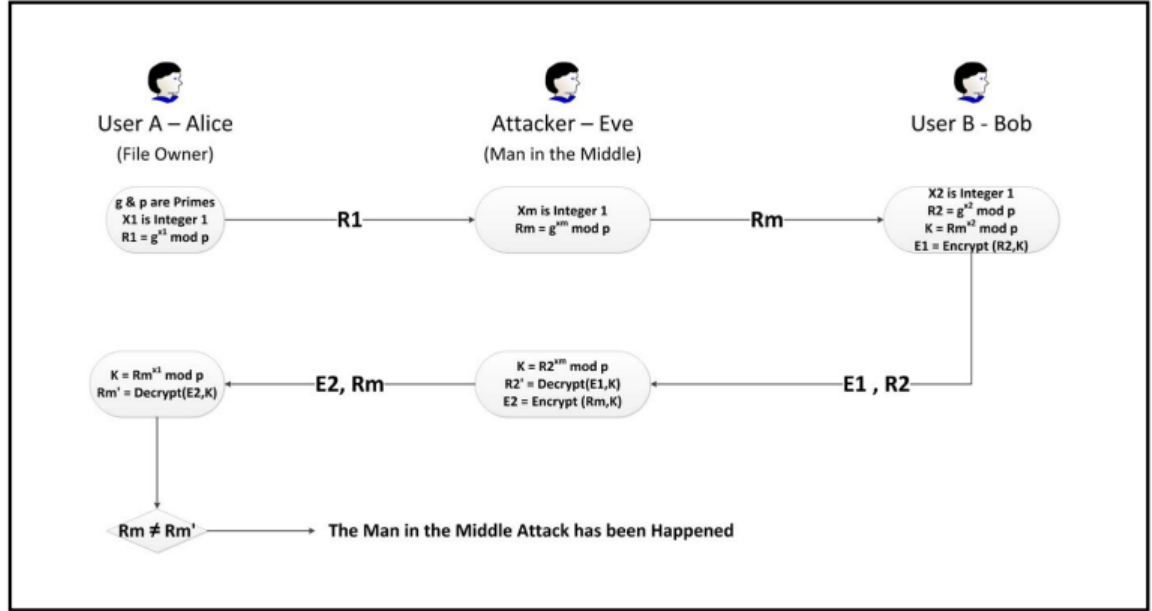 User A – Alice
(File Owner)
Attacker – Eve
(Man in the Middle)
User B - Bob
g & p are Primes
X1 is Integer 1
R1 = g^x1 mod p
R1
Xm is Integer 1
Rm = g^xm mod p
Rm
X2 is Integer 1
R2 = g^x2 mod p
K = Rm^x2 mod p
E1 = Encrypt (R2,K)
K = Rm^x1 mod p
Rm' = Decrypt(E2,K)
E2, Rm
K = R2^xm mod p
R2' = Decrypt(E1,K)
E2 = Encrypt (Rm,K)
E1 , R2
Rm ≠ Rm'
The Man in the Middle Attack has been Happened